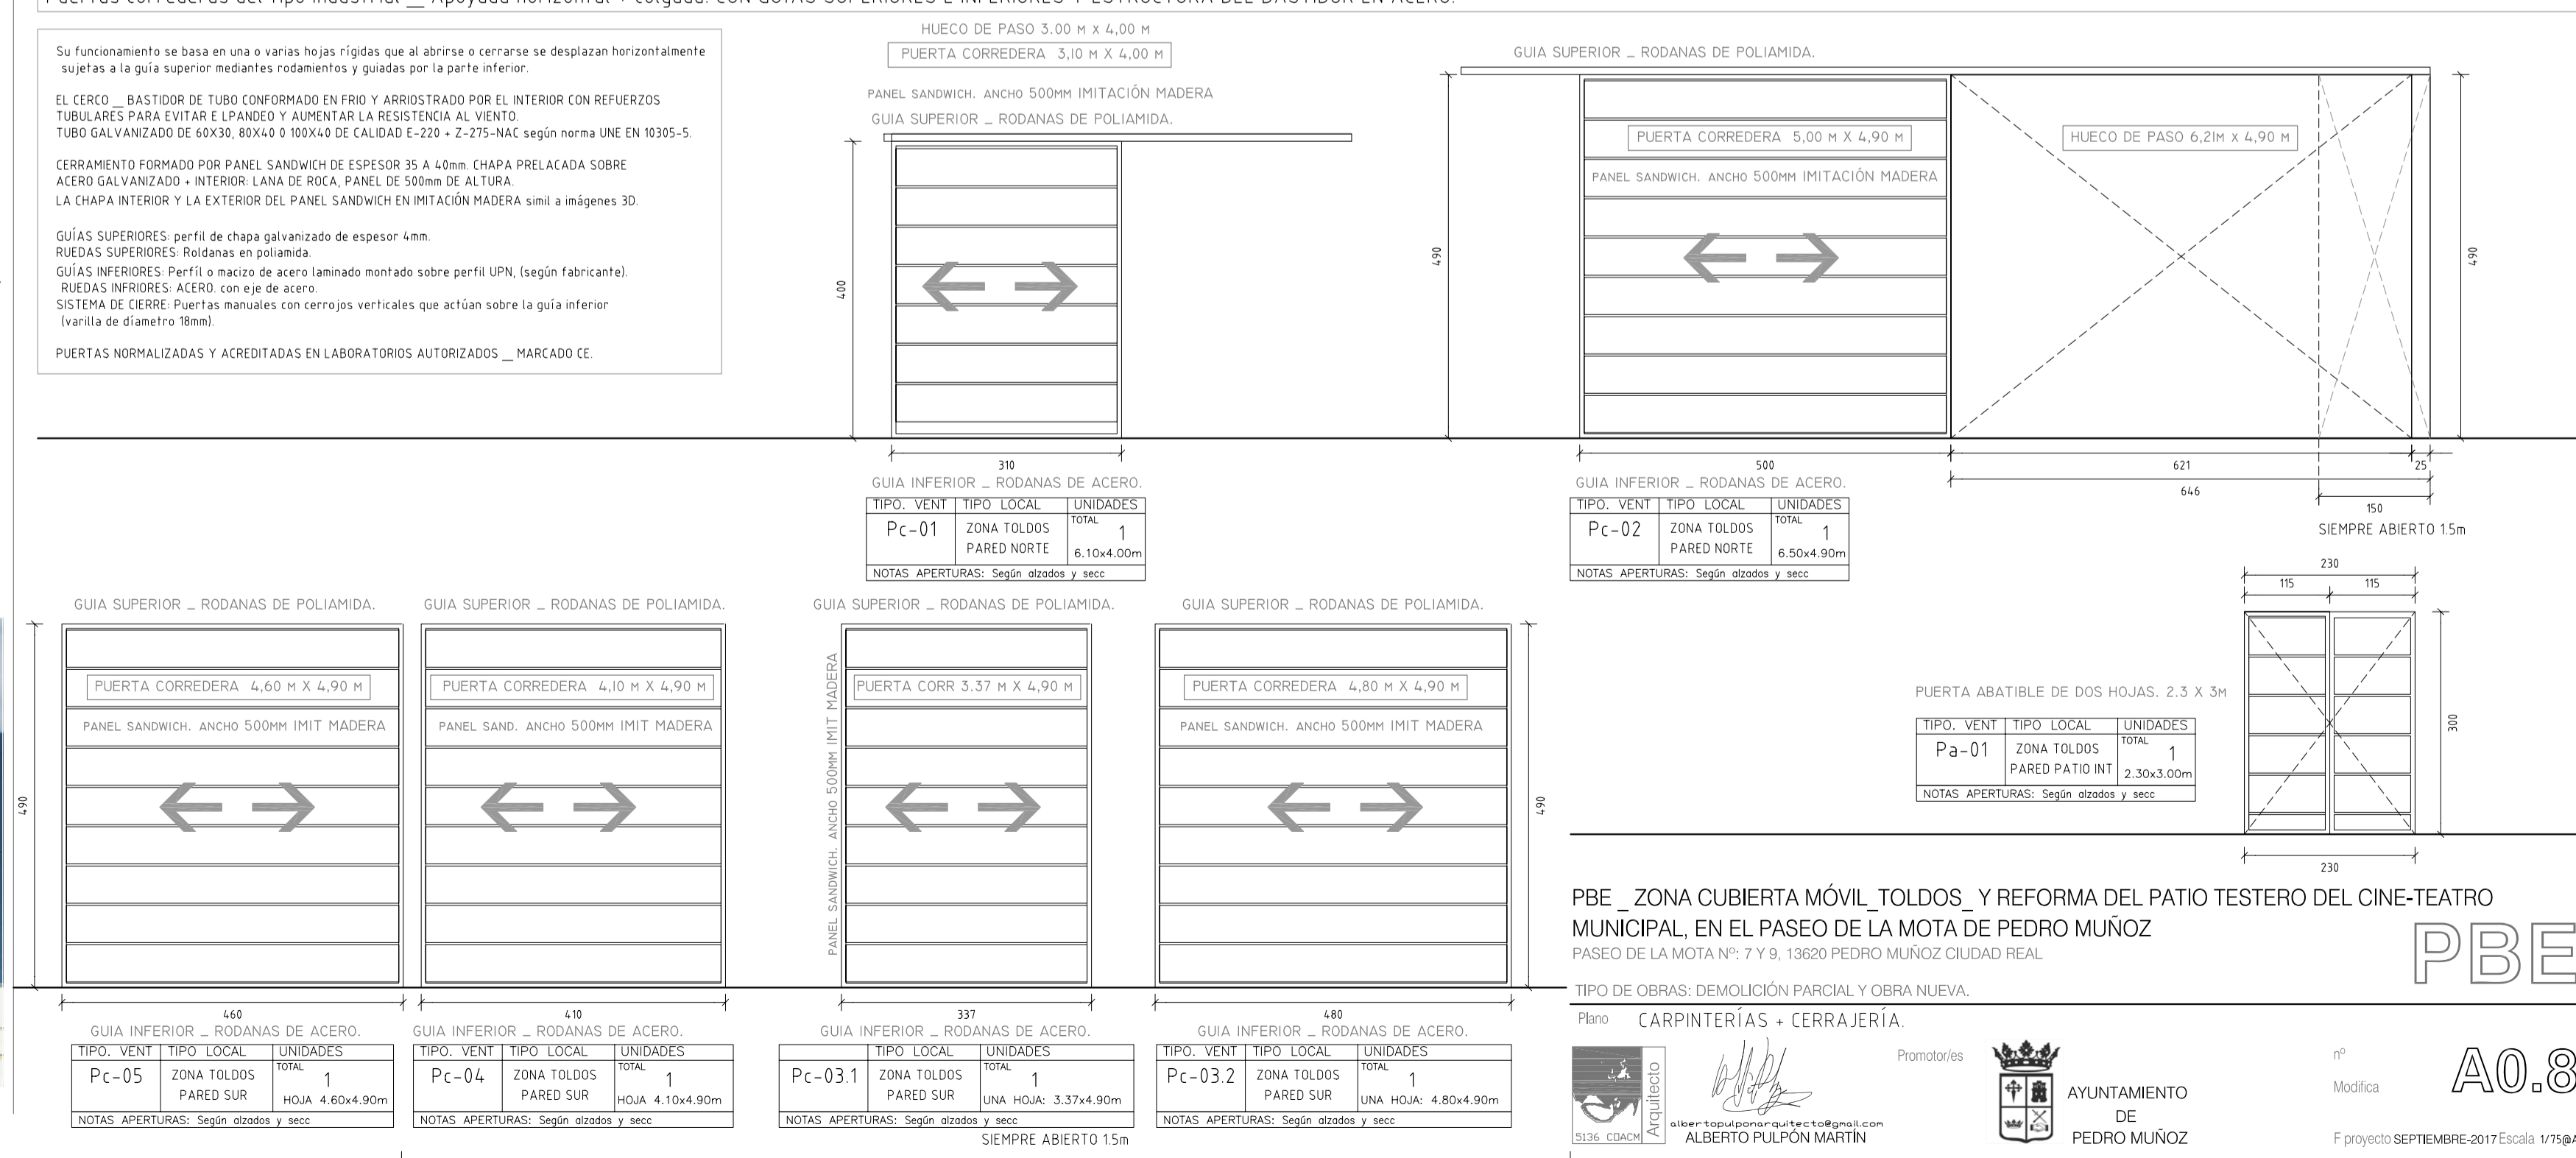 Puertas correderas del Tipo industrial __ Apoyada horizontal + colgada. CON GUIAS SUPERIORES E INFERIORES Y ESTRUCTURA DEL BASTIDOR EN ACERO.
Su funcionamiento se basa en una o varias hojas rígidas que al abrirse o cerrarse se desplazan horizontalmente
sujetas a la guía superior mediantes rodamientos y guiadas por la parte inferior.
EL CERCO __ BASTIDOR DE TUBO CONFORMADO EN FRIO Y ARRIOSTRADO POR EL INTERIOR CON REFUERZOS
TUBULARES PARA EVITAR E LPANDEO Y AUMENTAR LA RESISTENCIA AL VIENTO.
TUBO GALVANIZADO DE 60X30, 80X40 O 100X40 DE CALIDAD E-220 + Z-275-NAC según norma UNE EN 10305-5.
CERRAMIENTO FORMADO POR PANEL SANDWICH DE ESPESOR 35 A 40mm. CHAPA PRELACADA SOBRE
ACERO GALVANIZADO + INTERIOR: LANA DE ROCA, PANEL DE 500mm DE ALTURA.
LA CHAPA INTERIOR Y LA EXTERIOR DEL PANEL SANDWICH EN IMITACIÓN MADERA simil a imágenes 3D.
GUÍAS SUPERIORES: perfil de chapa galvanizado de espesor 4mm.
RUEDAS SUPERIORES: Roldanas en poliamida.
GUÍAS INFERIORES: Perfíl o macizo de acero laminado montado sobre perfil UPN, (según fabricante).
RUEDAS INFRIORES: ACERO. con eje de acero.
SISTEMA DE CIERRE: Puertas manuales con cerrojos verticales que actúan sobre la guía inferior
(varilla de díametro 18mm).
PUERTAS NORMALIZADAS Y ACREDITADAS EN LABORATORIOS AUTORIZADOS __ MARCADO CE.
HUECO DE PASO 3.00 M X 4,00 M
PUERTA CORREDERA 3,10 M X 4,00 M
PANEL SANDWICH. ANCHO 500MM IMITACIÓN MADERA
GUIA SUPERIOR _ RODANAS DE POLIAMIDA.
400
310
GUIA INFERIOR _ RODANAS DE ACERO.
TIPO. VENT TIPO LOCAL UNIDADES
Pc-01 ZONA TOLDOS TOTAL 1
PARED NORTE 6.10x4.00m
NOTAS APERTURAS: Según alzados y secc
GUIA SUPERIOR _ RODANAS DE POLIAMIDA.
PUERTA CORREDERA 5,00 M X 4,90 M
HUECO DE PASO 6,21M X 4,90 M
PANEL SANDWICH. ANCHO 500MM IMITACIÓN MADERA
490
490
500
621
25
646
150
SIEMPRE ABIERTO 1.5m
GUIA INFERIOR _ RODANAS DE ACERO.
TIPO. VENT TIPO LOCAL UNIDADES
Pc-02 ZONA TOLDOS TOTAL 1
PARED NORTE 6.50x4.90m
NOTAS APERTURAS: Según alzados y secc
GUIA SUPERIOR _ RODANAS DE POLIAMIDA.
PUERTA CORREDERA 4,60 M X 4,90 M
PANEL SANDWICH. ANCHO 500MM IMIT MADERA
490
460
GUIA INFERIOR _ RODANAS DE ACERO.
TIPO. VENT TIPO LOCAL UNIDADES
Pc-05 ZONA TOLDOS TOTAL 1
PARED SUR HOJA 4.60x4.90m
NOTAS APERTURAS: Según alzados y secc
GUIA SUPERIOR _ RODANAS DE POLIAMIDA.
PUERTA CORREDERA 4,10 M X 4,90 M
PANEL SAND. ANCHO 500MM IMIT MADERA
410
GUIA INFERIOR _ RODANAS DE ACERO.
TIPO. VENT TIPO LOCAL UNIDADES
Pc-04 ZONA TOLDOS TOTAL 1
PARED SUR HOJA 4.10x4.90m
NOTAS APERTURAS: Según alzados y secc
GUIA SUPERIOR _ RODANAS DE POLIAMIDA.
PUERTA CORR 3.37 M X 4,90 M
PANEL SANDWICH. ANCHO 500MM IMIT MADERA
337
GUIA INFERIOR _ RODANAS DE ACERO.
TIPO LOCAL UNIDADES
Pc-03.1 ZONA TOLDOS TOTAL 1
PARED SUR UNA HOJA: 3.37x4.90m
NOTAS APERTURAS: Según alzados y secc
SIEMPRE ABIERTO 1.5m
GUIA SUPERIOR _ RODANAS DE POLIAMIDA.
PUERTA CORREDERA 4,80 M X 4,90 M
PANEL SANDWICH. ANCHO 500MM IMIT MADERA
490
480
GUIA INFERIOR _ RODANAS DE ACERO.
TIPO. VENT TIPO LOCAL UNIDADES
Pc-03.2 ZONA TOLDOS TOTAL 1
PARED SUR UNA HOJA: 4.80x4.90m
NOTAS APERTURAS: Según alzados y secc
230
115 115
300
230
PUERTA ABATIBLE DE DOS HOJAS. 2.3 X 3M
TIPO. VENT TIPO LOCAL UNIDADES
Pa-01 ZONA TOLDOS TOTAL 1
PARED PATIO INT 2.30x3.00m
NOTAS APERTURAS: Según alzados y secc
PBE _ ZONA CUBIERTA MÓVIL_TOLDOS_ Y REFORMA DEL PATIO TESTERO DEL CINE-TEATRO
MUNICIPAL, EN EL PASEO DE LA MOTA DE PEDRO MUÑOZ
PASEO DE LA MOTA Nº: 7 Y 9, 13620 PEDRO MUÑOZ CIUDAD REAL
PBE
TIPO DE OBRAS: DEMOLICIÓN PARCIAL Y OBRA NUEVA.
Plano CARPINTERÍAS + CERRAJERÍA.
Arquitecto
5136 COACM
albertopulponarquitecto@gmail.com
ALBERTO PULPÓN MARTÍN
Promotor/es
AYUNTAMIENTO
DE
PEDRO MUÑOZ
nº
Modifica
A0.8
F proyecto SEPTIEMBRE-2017 Escala 1/75@A